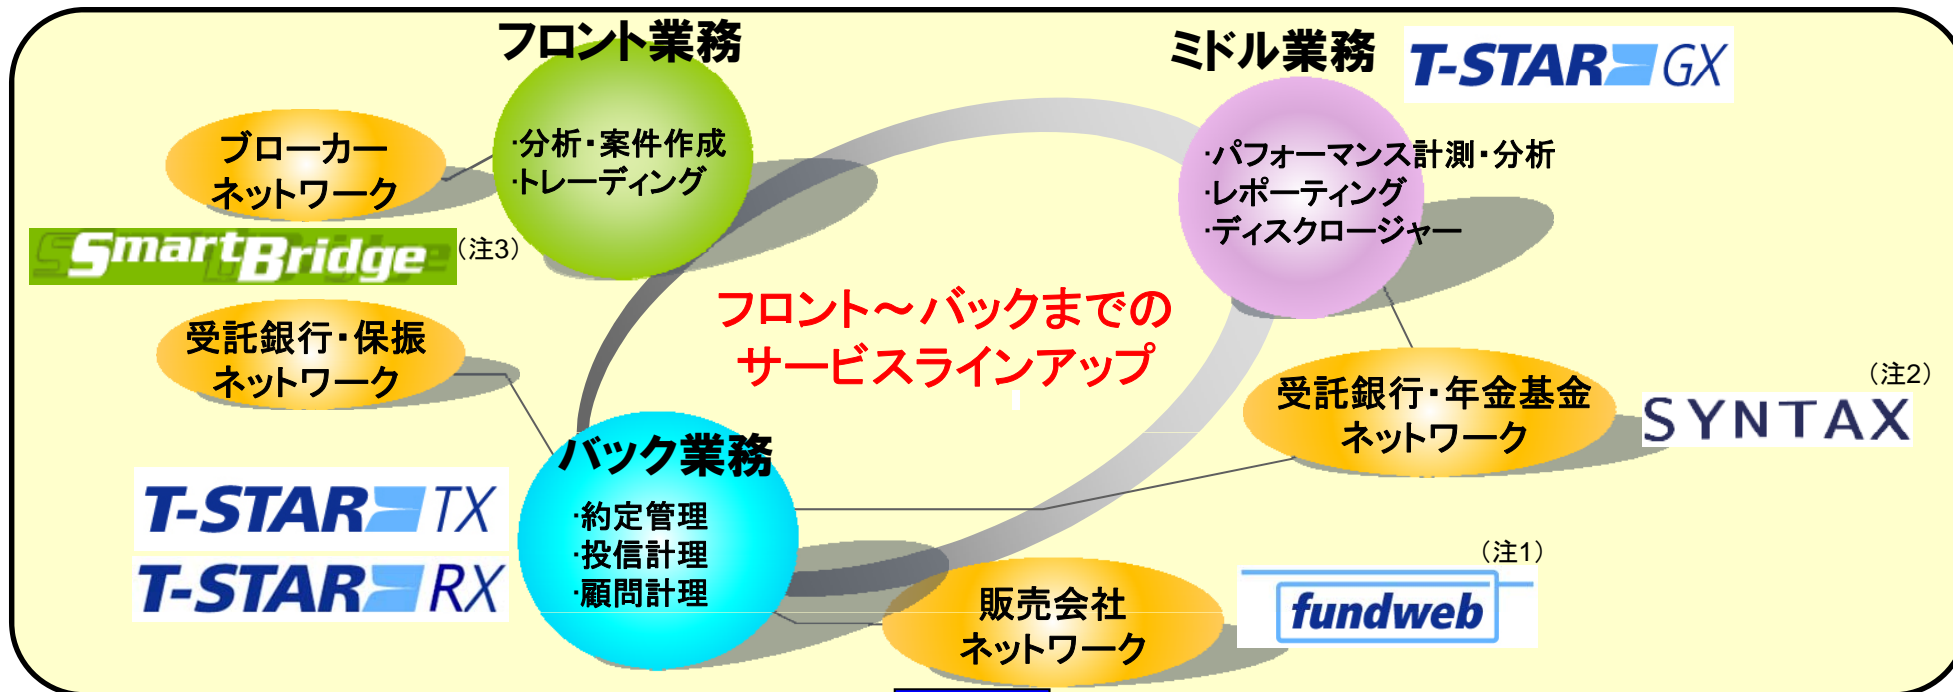 フロント業務
・分析・案件作成
・トレーディング
ミドル業務
T-STAR GX
・パフォーマンス計測・分析
・レポーティング
・ディスクロージャー
ブローカー
ネットワーク
SmartBridge
（注3）
受託銀行・保振
ネットワーク
フロント～バックまでの
サービスラインアップ
受託銀行・年金基金
ネットワーク
（注2）
SYNTAX
バック業務
・約定管理
・投信計理
・顧問計理
T-STAR TX
T-STAR RX
販売会社
ネットワーク
（注1）
fundweb